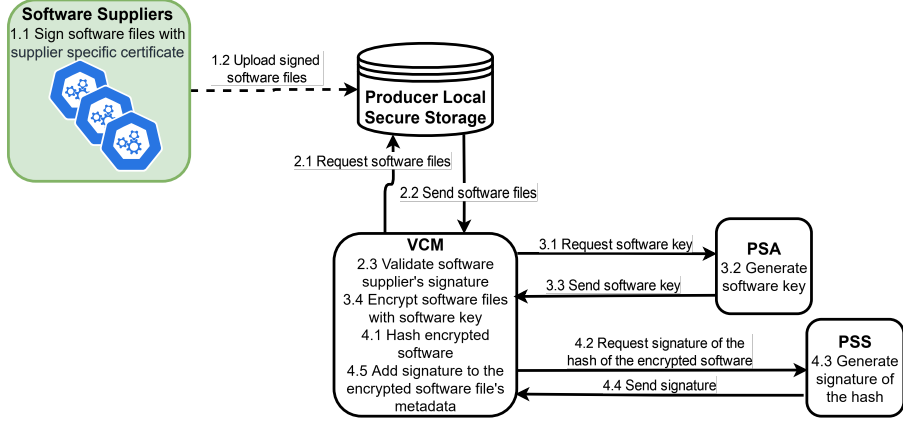 Software Suppliers
1.1 Sign software files with
supplier specific certificate
1.2 Upload signed
software files
Producer Local
Secure Storage
2.1 Request software files
2.2 Send software files
VCM
2.3 Validate software
supplier's signature
3.4 Encrypt software files
with software key
4.1 Hash encrypted
software
4.5 Add signature to the
encrypted software file's
metadata
3.1 Request software key
PSA
3.2 Generate
software key
3.3 Send software key
4.2 Request signature of the
hash of the encrypted software
4.4 Send signature
PSS
4.3 Generate
signature of
the hash